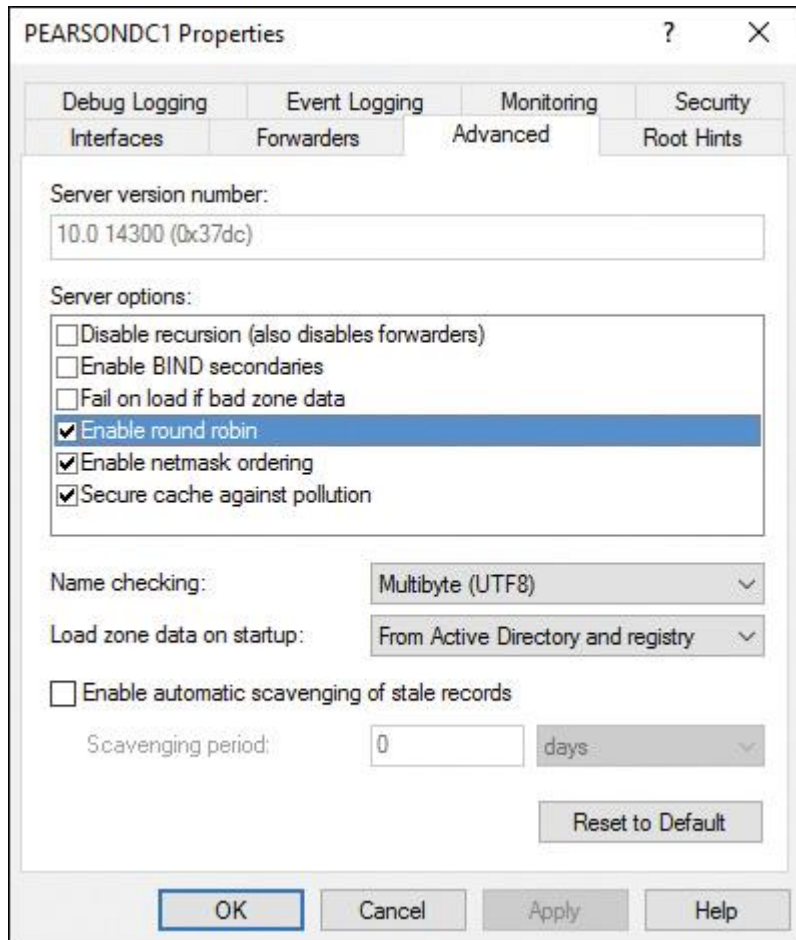 PEARSONDC1 Properties
?
Debug Logging Event Logging Monitoring Security
Interfaces Forwarders Advanced Root Hints
Server version number:
10.0 14300 (0x37dc)
Server options:
Disable recursion (also disables forwarders)
Enable BIND secondaries
Fail on load if bad zone data
Enable round robin
Enable netmask ordering
Secure cache against pollution
Name checking: Multibyte (UTF8)
Load zone data on startup: From Active Directory and registry
Enable automatic scavenging of stale records
Scavenging period: 0 days
Reset to Default
OK Cancel Apply Help